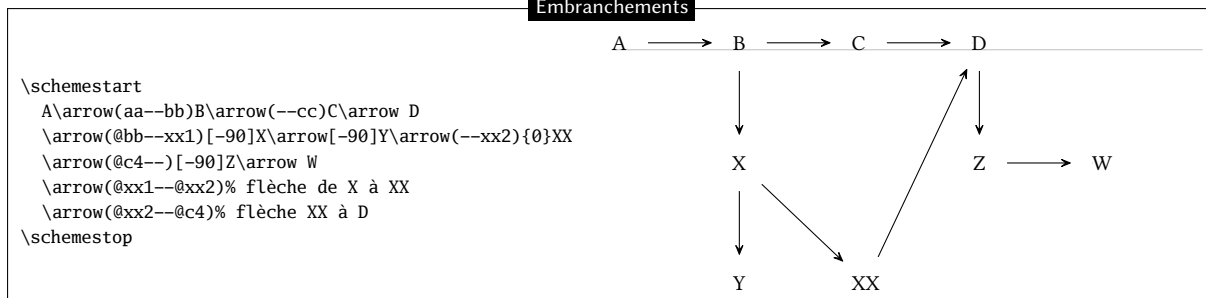 Embranchements
\schemestart
A\arrow(aa--bb)B\arrow(--cc)C\arrow D
\arrow(@bb--xx1)[-90]X\arrow[-90]Y\arrow(--xx2){0}XX
\arrow(@c4--)[-90]Z\arrow W
\arrow(@xx1--@xx2)% flèche de X à XX
\arrow(@xx2--@c4)% flèche XX à D
\schemestop
A B C D
X Z W
Y XX